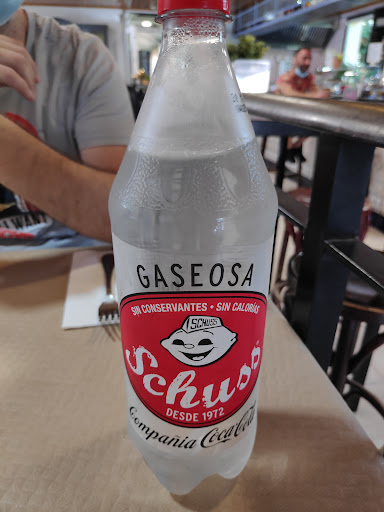 GASEOSA
SIN CONSERVANTES • SIN CALORÍAS
SCHUSS
Schuss
DESDE 1972
Compañía Coca-Cola